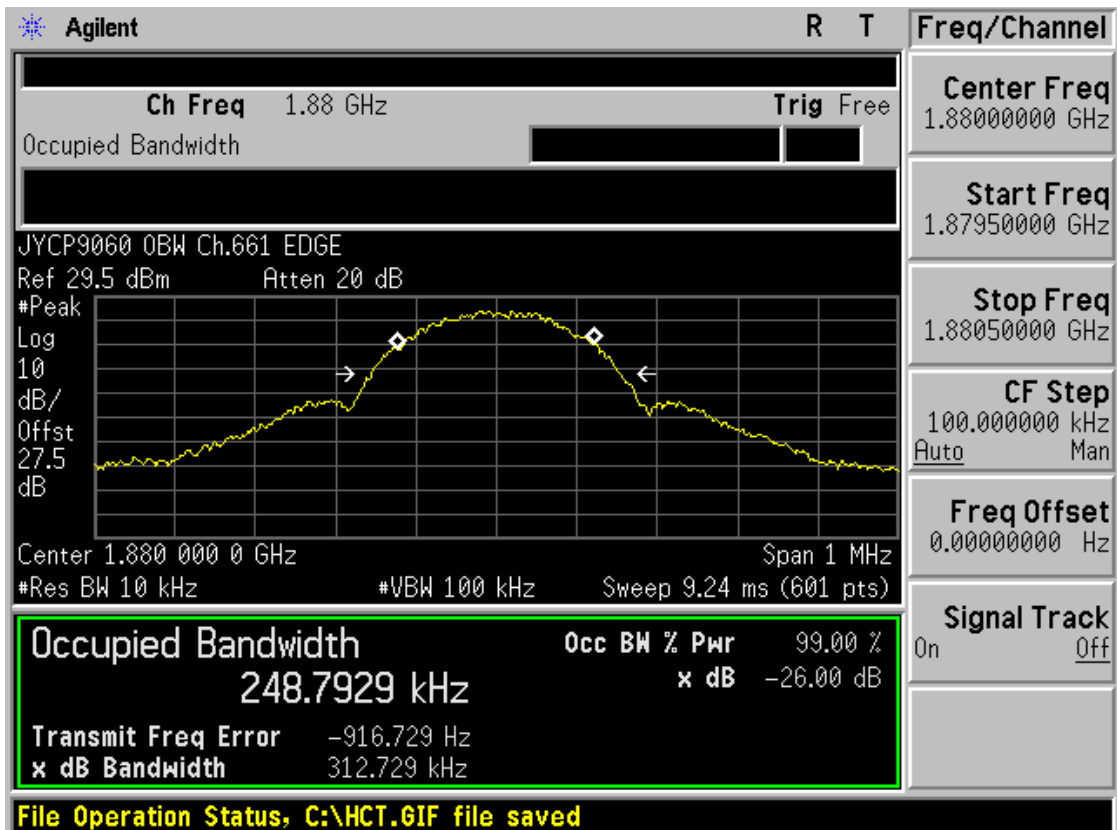 Agilent R T
Ch Freq 1.88 GHz Trig Free
Occupied Bandwidth
JYCP9060 OBW Ch.661 EDGE
Ref 29.5 dBm Atten 20 dB
#Peak
Log
10
dB/
Offst
27.5
dB
Center 1.880 000 0 GHz Span 1 MHz
#Res BW 10 kHz #VBW 100 kHz Sweep 9.24 ms (601 pts)
Occupied Bandwidth
248.7929 kHz
Occ BW % Pwr 99.00 %
x dB -26.00 dB
Transmit Freq Error -916.729 Hz
x dB Bandwidth 312.729 kHz
File Operation Status, C:\HCT.GIF file saved
Freq/Channel
Center Freq
1.88000000 GHz
Start Freq
1.87950000 GHz
Stop Freq
1.88050000 GHz
CF Step
100.000000 kHz
Auto Man
Freq Offset
0.00000000 Hz
Signal Track
On Off